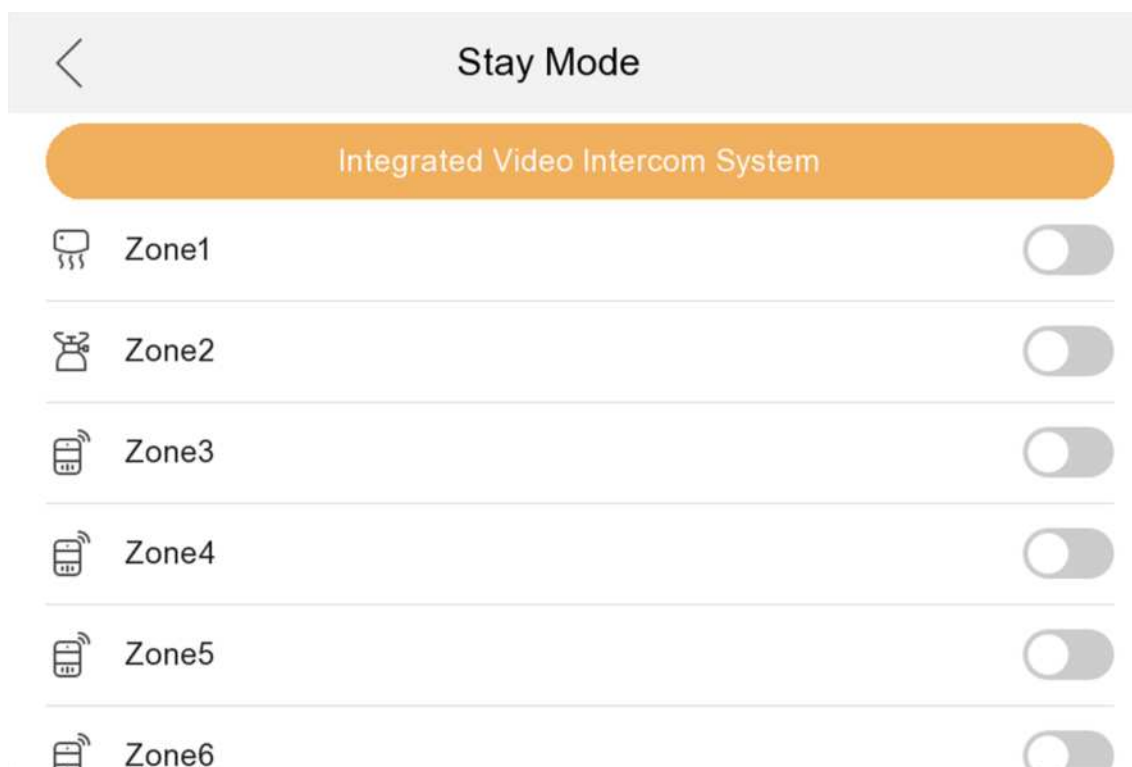 Stay Mode
Integrated Video Intercom System
Zone1
Zone2
Zone3
Zone4
Zone5
Zone6